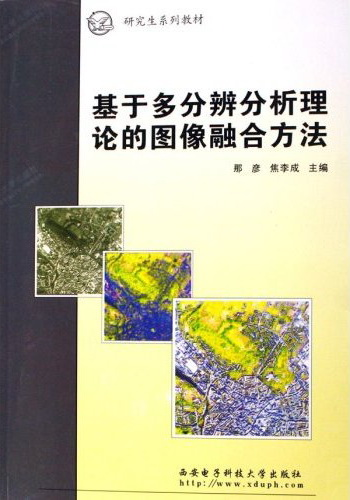 研究生系列教材
基于多分辨分析理
论的图像融合方法
那 彦 焦李成 主编
西安电子科技大学出版社
http://www.xduph.com